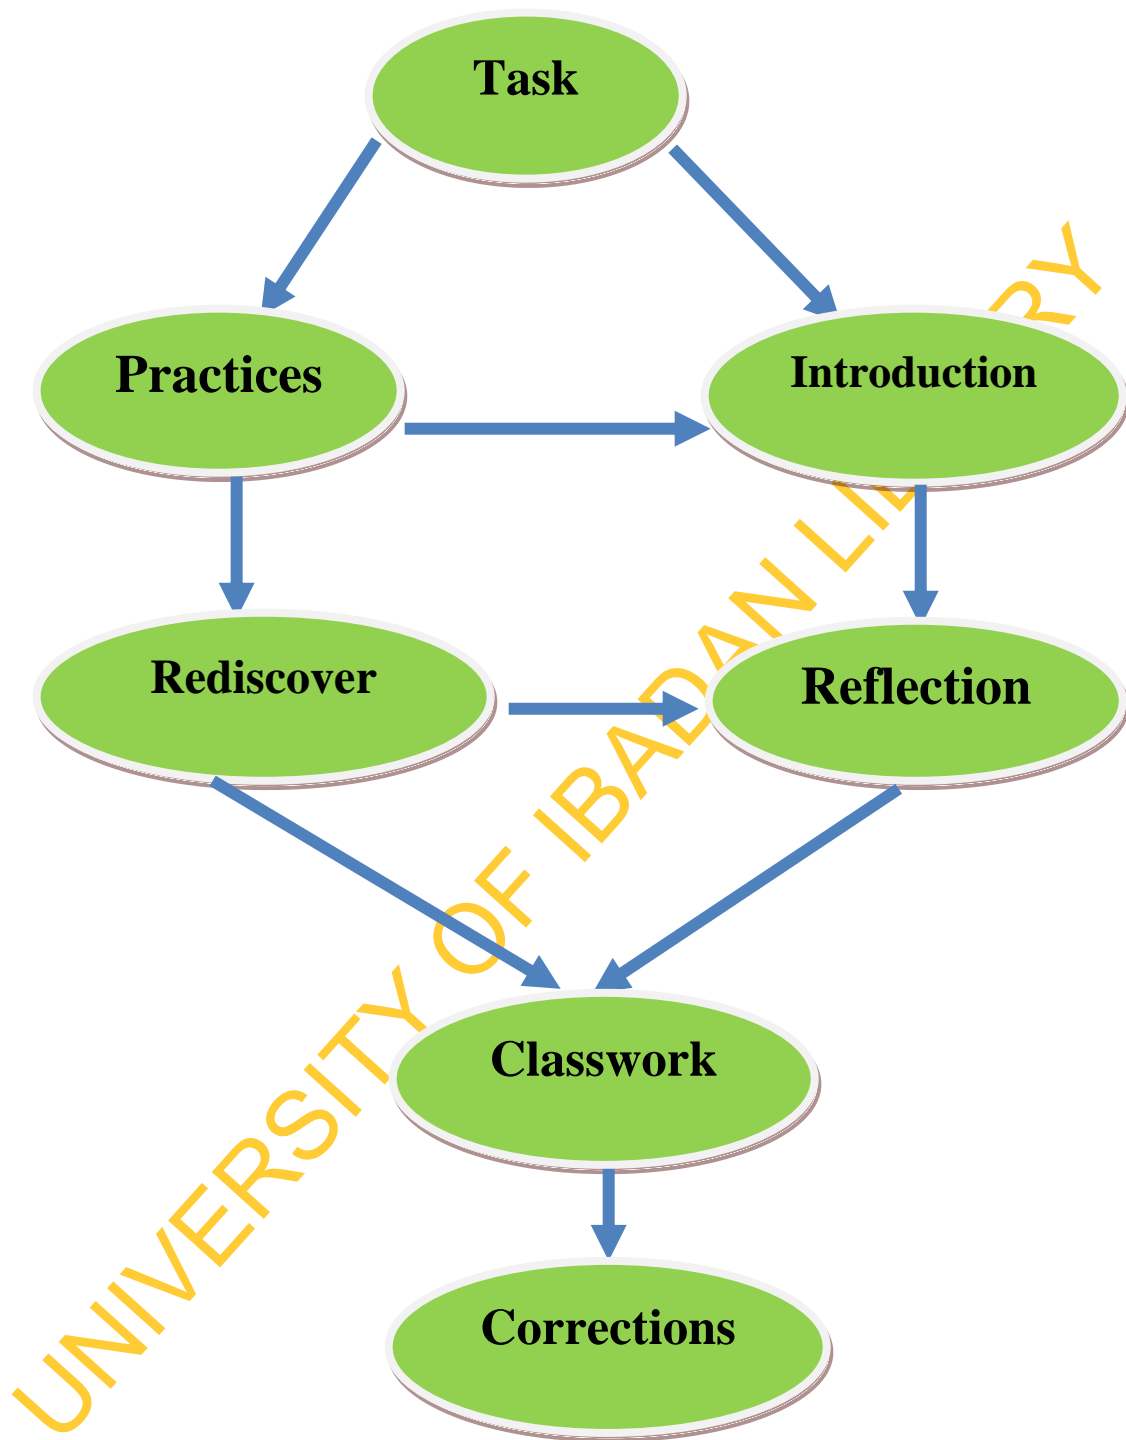 Task
Practices
Introduction
Rediscover
Reflection
Classwork
Corrections
UNIVERSITY OF IBADAN LIBRARY